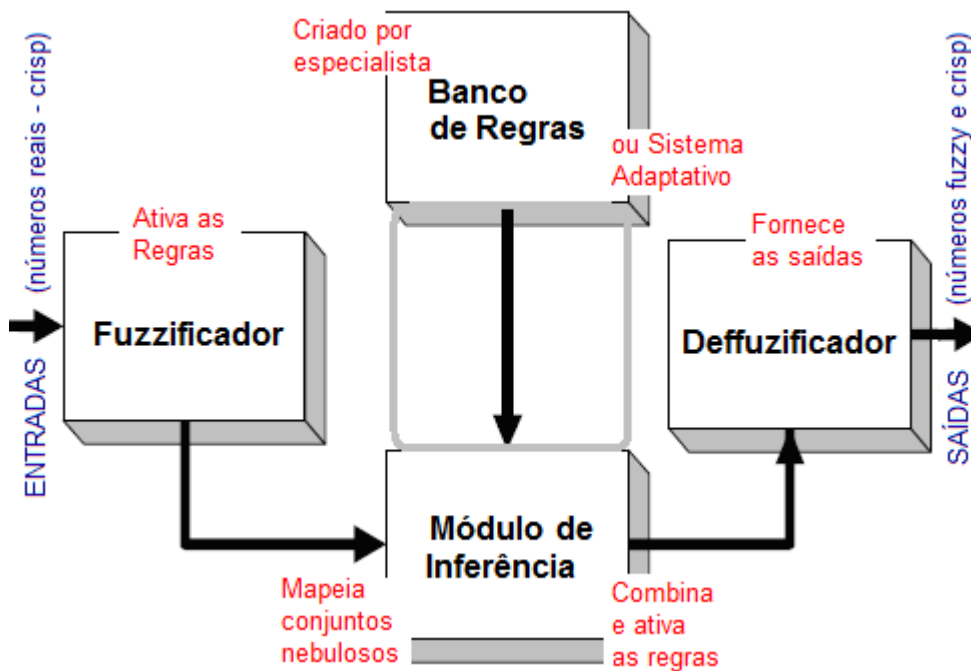 ENTRADAS (números reais - crisp)
Ativa as
Regras
Fuzzificador
Criado por
especialista
Banco
de Regras
ou Sistema
Adaptativo
Módulo de
Inferência
Mapeia
conjuntos
nebulosos
Combina
e ativa
as regras
Fornece
as saídas
Deffuzificador
SAÍDAS (números fuzzy e crisp)